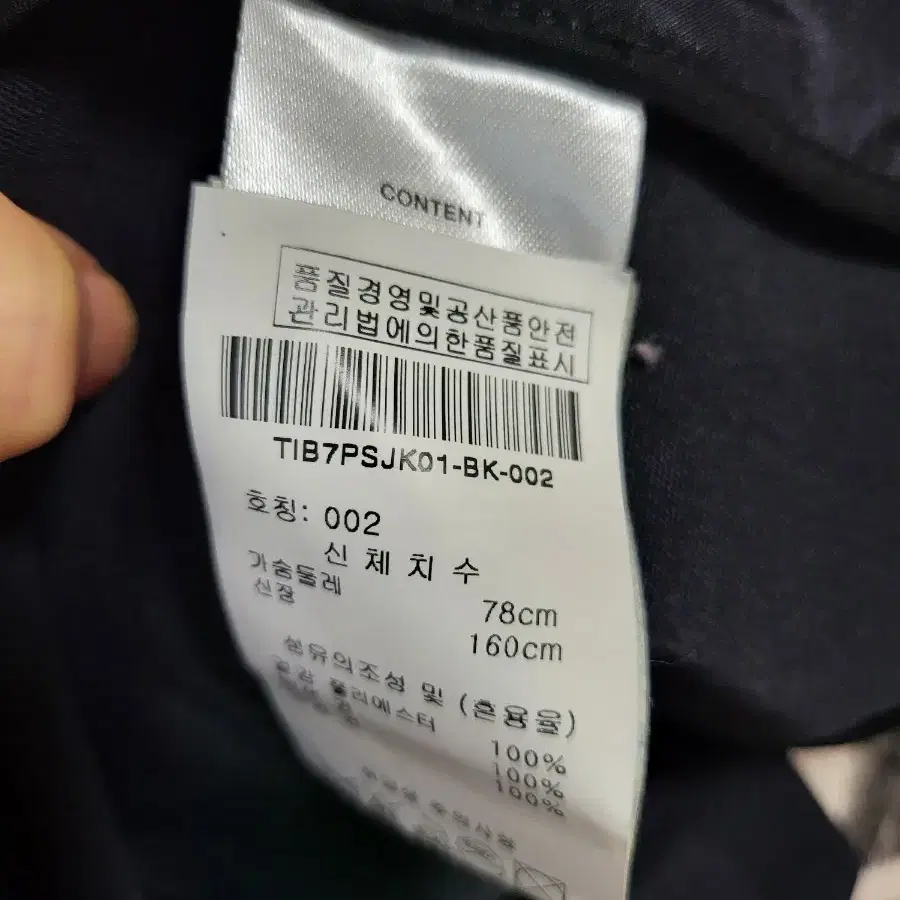 CONTENT
품질경영및공산품안전
관리법에의한품질표시
TIB7PSJK01-BK-002
호칭: 002
신체치수
가슴둘레 78cm
신장 160cm
섬유의조성 및 (혼용율)
폴리에스터 100%
100%
100%